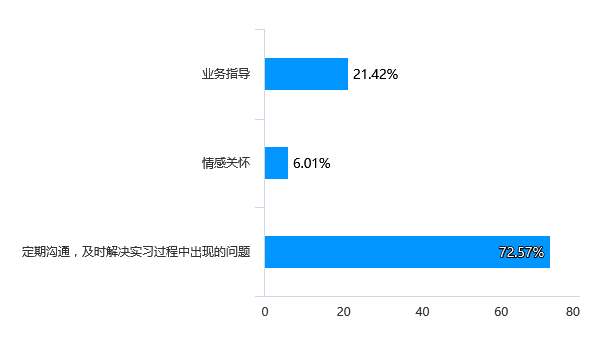 业务指导
21.42%
情感关怀
6.01%
定期沟通，及时解决实习过程中出现的问题
72.57%
0 20 40 60 80